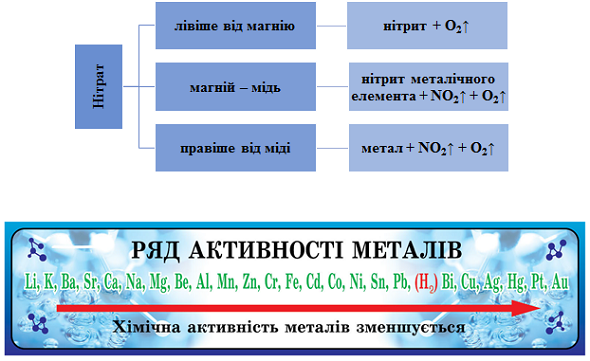 Нітрат
лівіше від магнію
нітрит + O₂↑
магній – мідь
нітрит металічного
елемента + NO₂↑ + O₂↑
правіше від міді
метал + NO₂↑ + O₂↑
РЯД АКТИВНОСТІ МЕТАЛІВ
Li, K, Ba, Sr, Ca, Na, Mg, Be, Al, Mn, Zn, Cr, Fe, Cd, Co, Ni, Sn, Pb, (H₂) Bi, Cu, Ag, Hg, Pt, Au
Хімічна активність металів зменшується